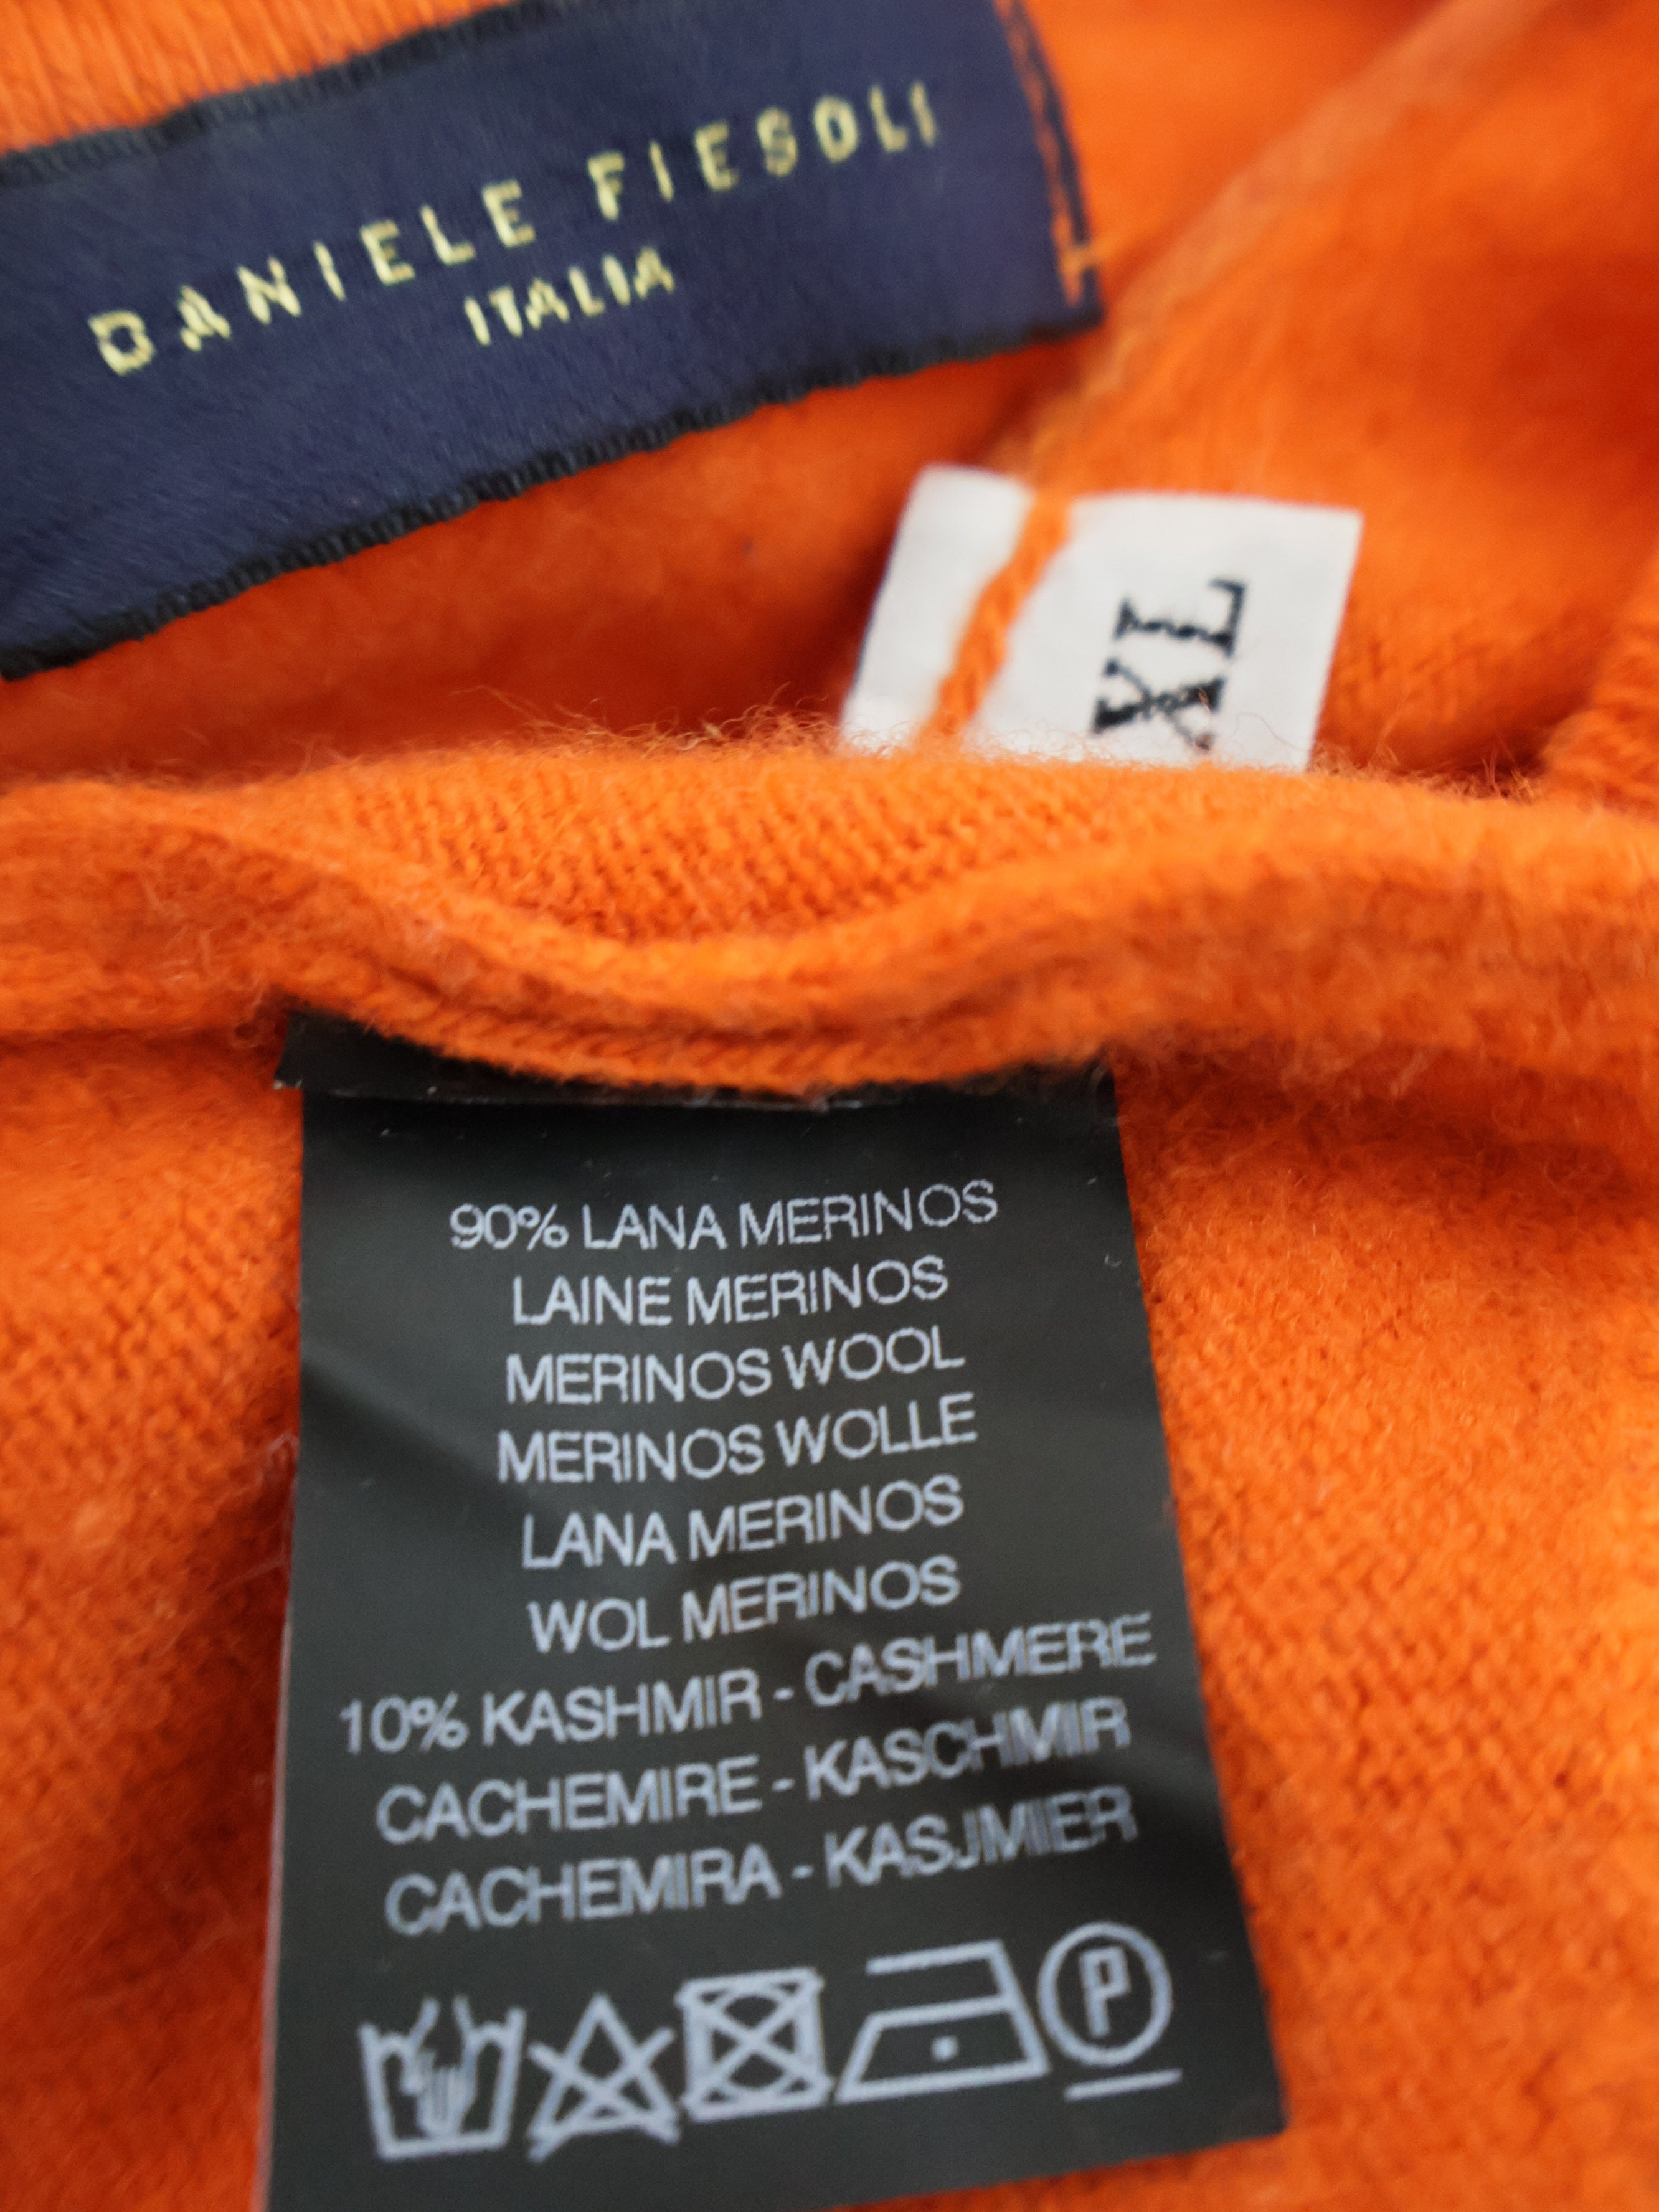 DANIELE FIESOLI
ITALIA
XL
90% LANA MERINOS
LAINE MERINOS
MERINOS WOOL
MERINOS WOLLE
LANA MERINOS
WOL MERINOS
10% KASHMIR - CASHMERE
CACHEMIRE - KASCHMIR
CACHEMIRA - KASJMIER
P